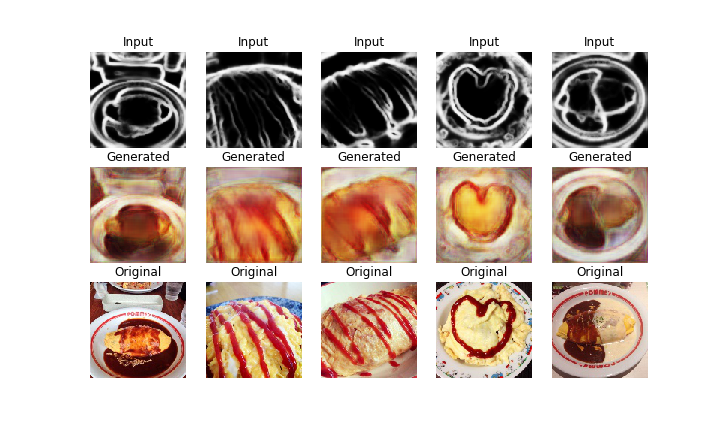 Input Input Input Input Input
Generated Generated Generated Generated Generated
Original Original Original Original Original